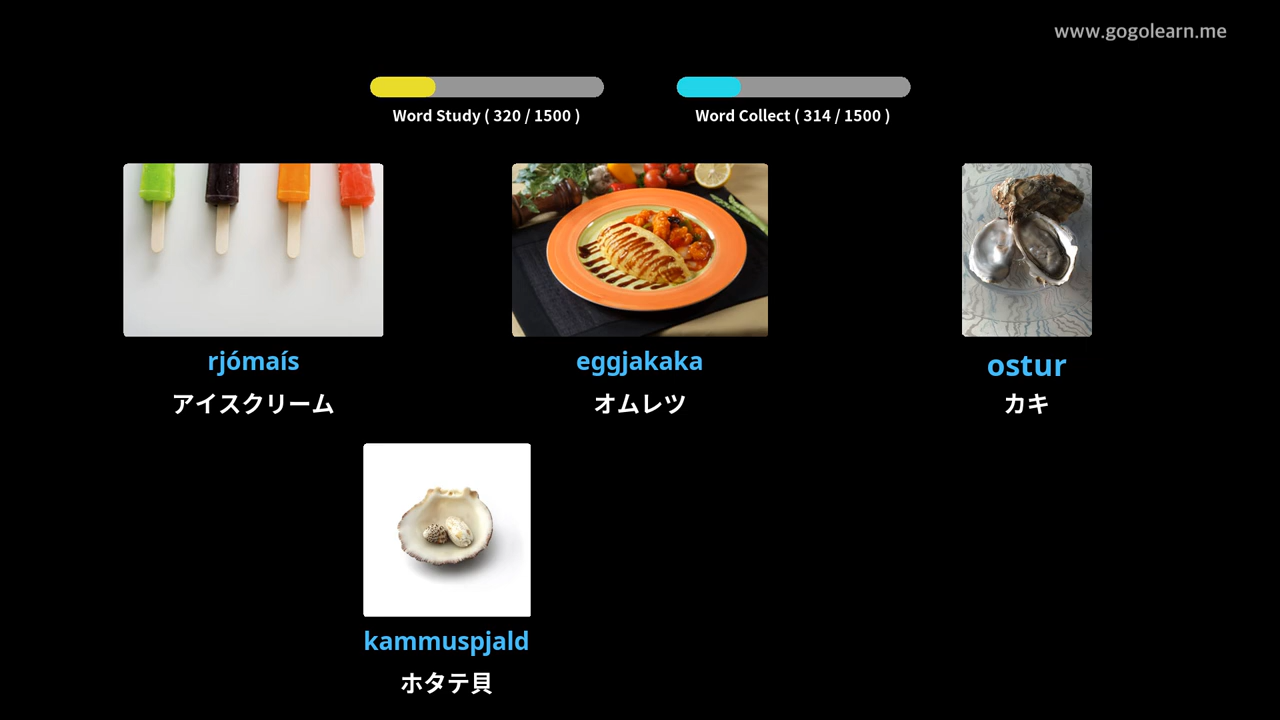 www.gogolearn.me
Word Study ( 320 / 1500 )
Word Collect ( 314 / 1500 )
rjómaís
アイスクリーム
eggjakaka
オムレツ
ostur
カキ
kammuspjald
ホタテ貝